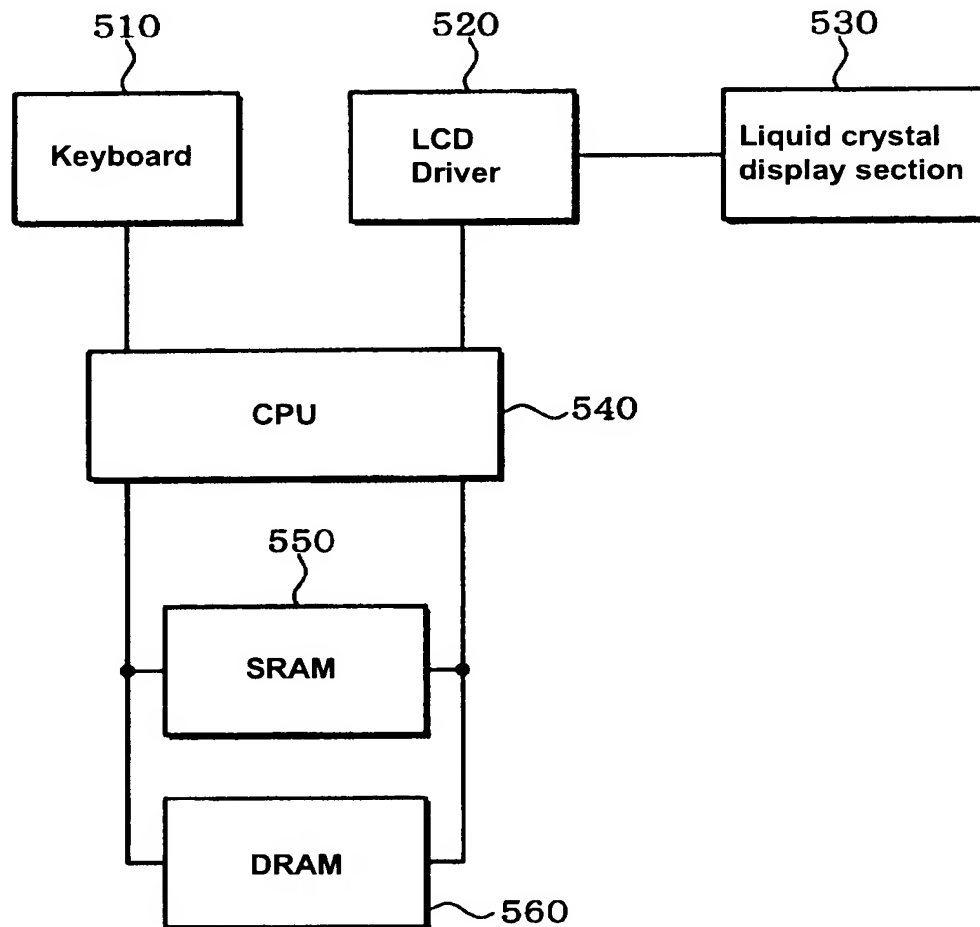 510
520
530
Keyboard
LCD
Driver
Liquid crystal
display section
CPU
540
550
SRAM
DRAM
560